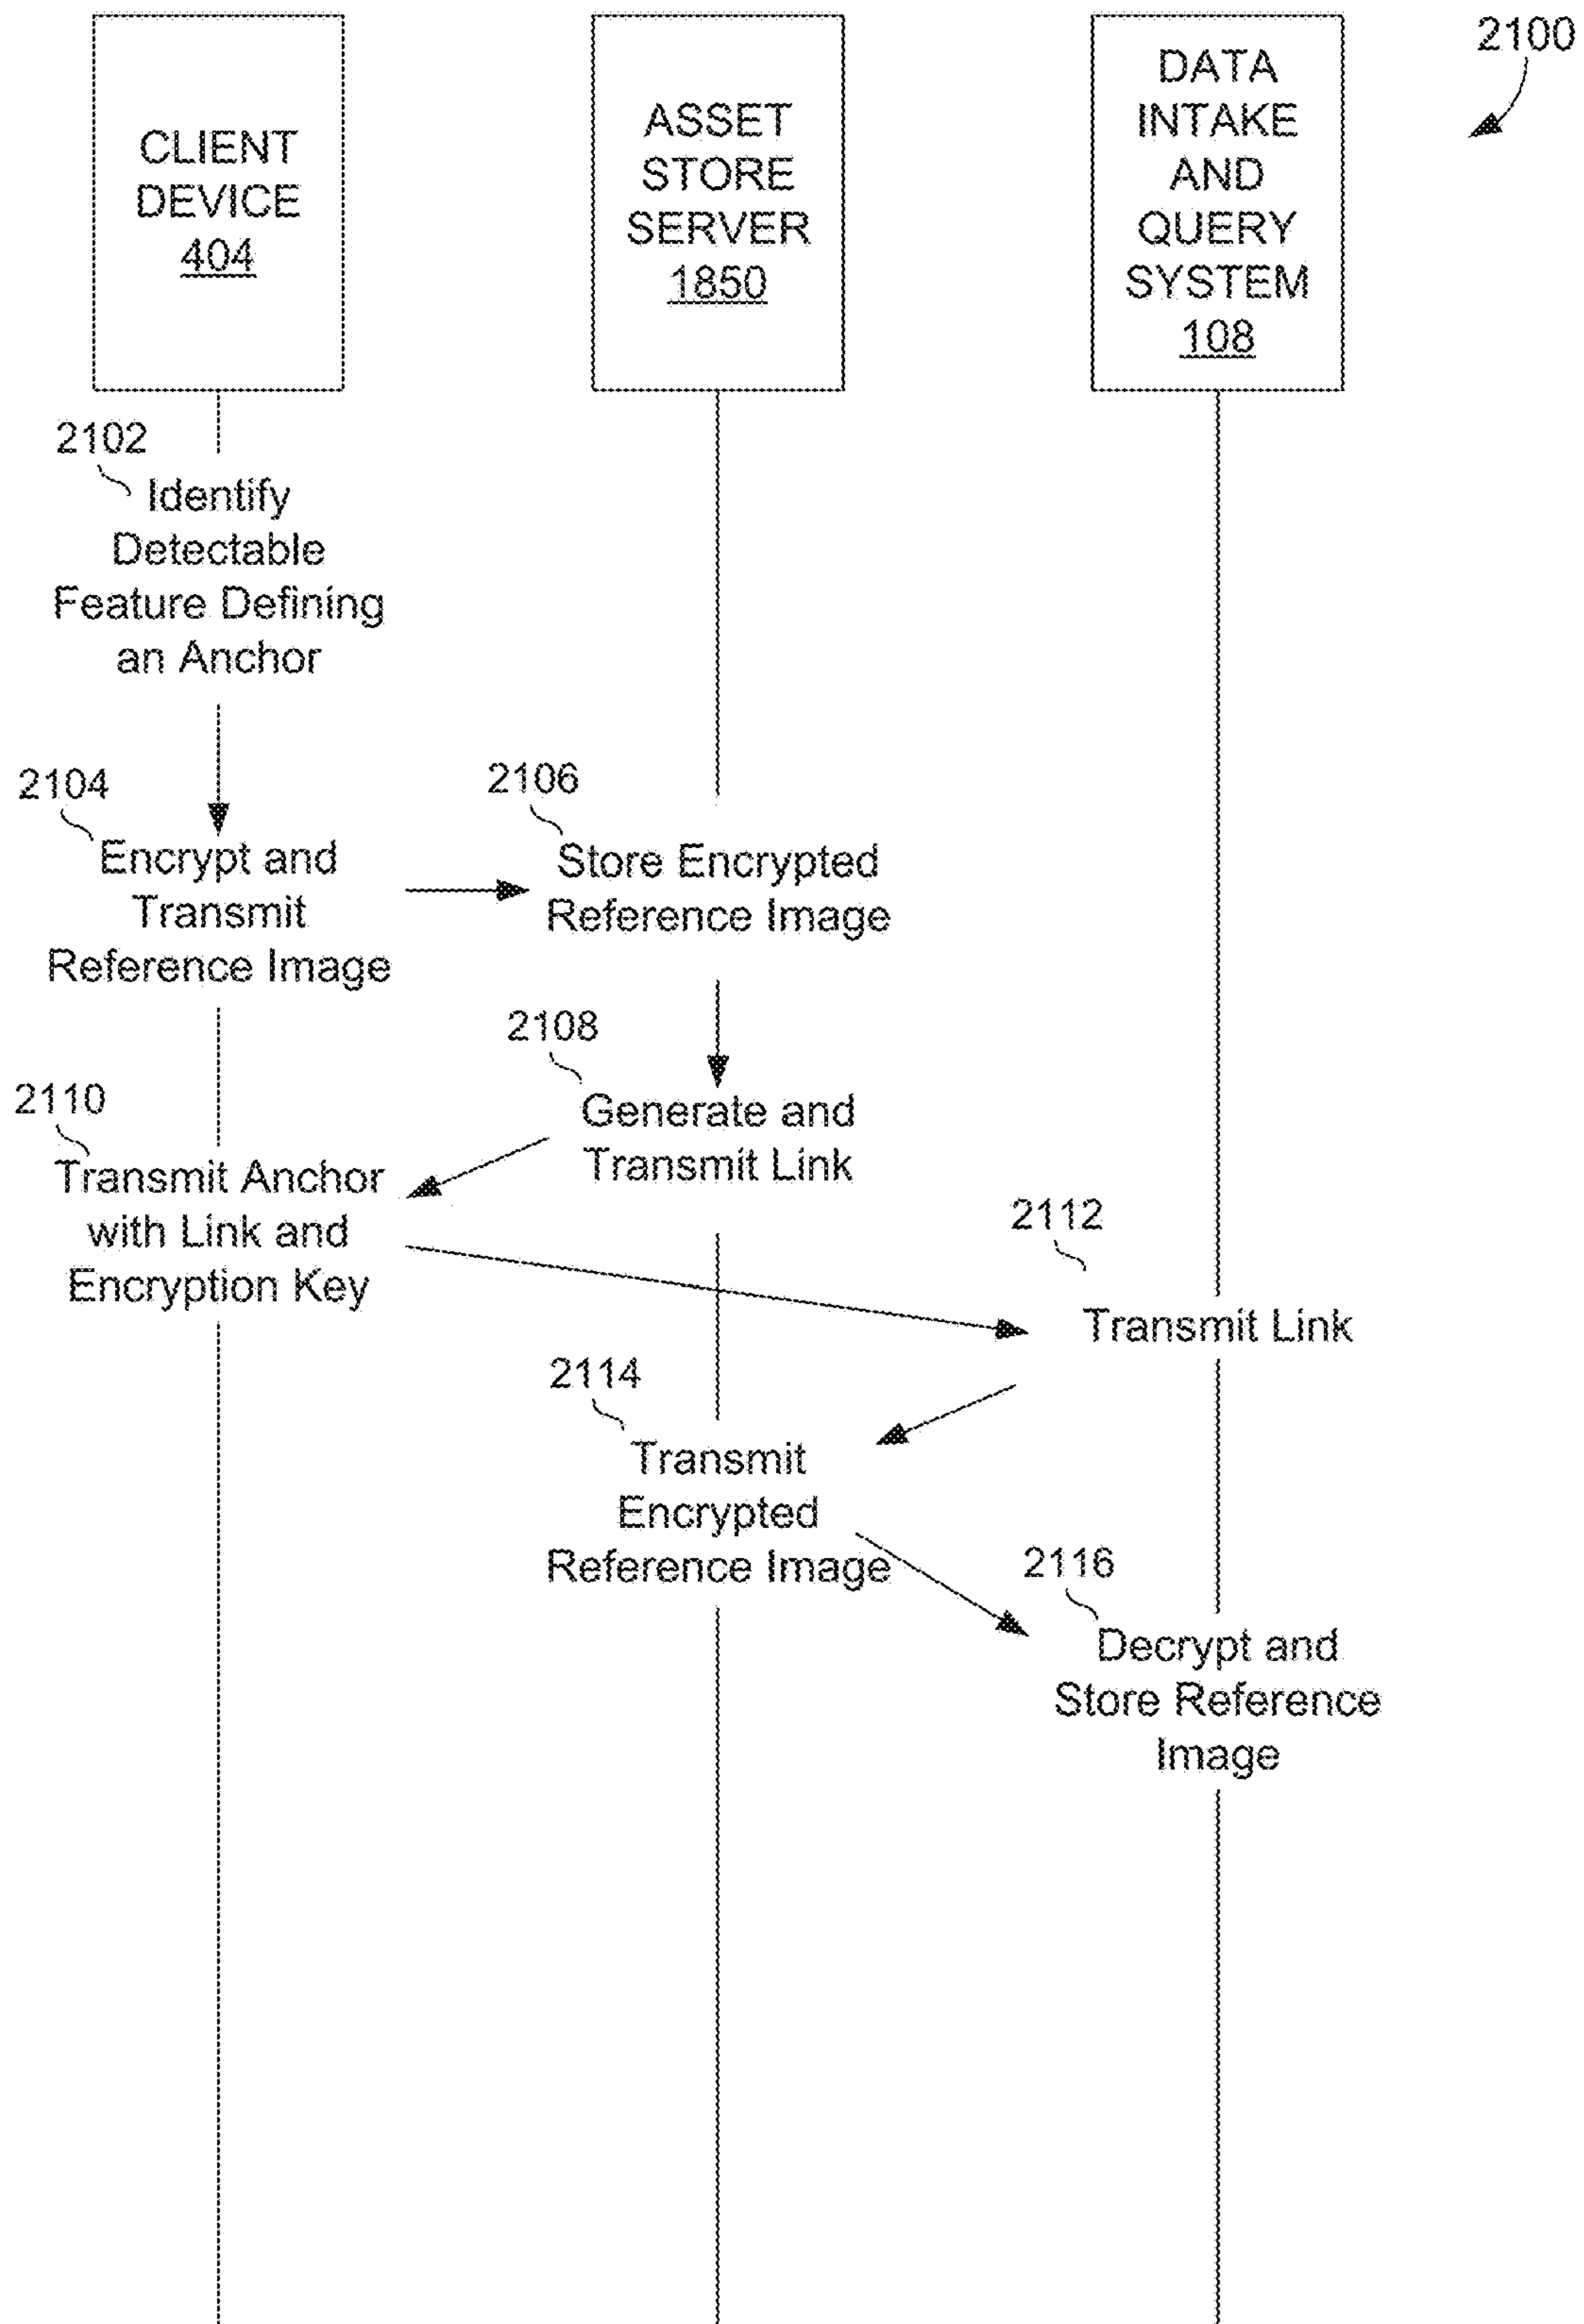 2100
CLIENT
DEVICE
404
ASSET
STORE
SERVER
1850
DATA
INTAKE
AND
QUERY
SYSTEM
108
2102
Identify
Detectable
Feature Defining
an Anchor
2104
Encrypt and
Transmit
Reference Image
2106
Store Encrypted
Reference Image
2108
Generate and
Transmit Link
2110
Transmit Anchor
with Link and
Encryption Key
2112
Transmit Link
2114
Transmit
Encrypted
Reference Image
2116
Decrypt and
Store Reference
Image